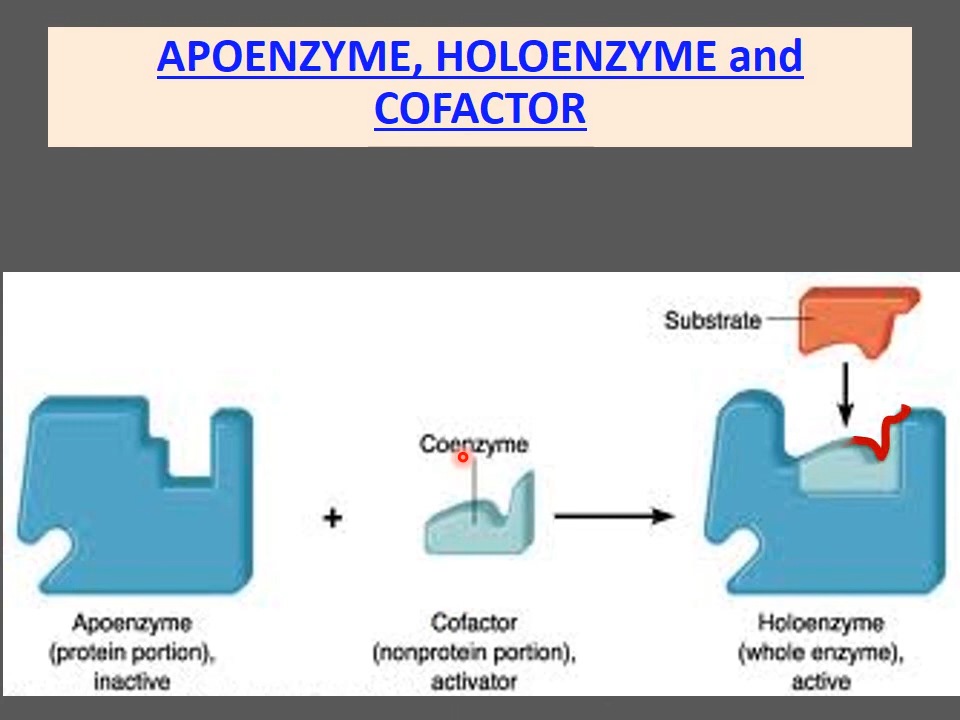 APOENZYME, HOLOENZYME and
COFACTOR
Substrate
Coenzyme
+
Apoenzyme
(protein portion),
inactive
Cofactor
(nonprotein portion),
activator
Holoenzyme
(whole enzyme),
active